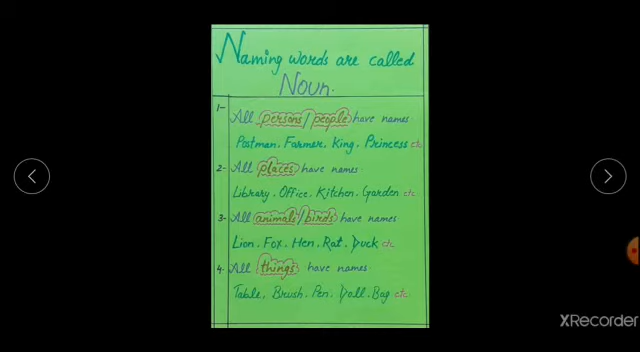 Naming words are called
Noun.
1- All persons/people have names
Postman. Farmer. King. Princess etc
2- All places have names
Library. Office. Kitchen. Garden etc.
3- All animals/birds have names
Lion. Fox. Hen. Rat. Duck etc
4- All things have names.
Table. Brush. Pen. Doll. Bag etc.
XRecorder